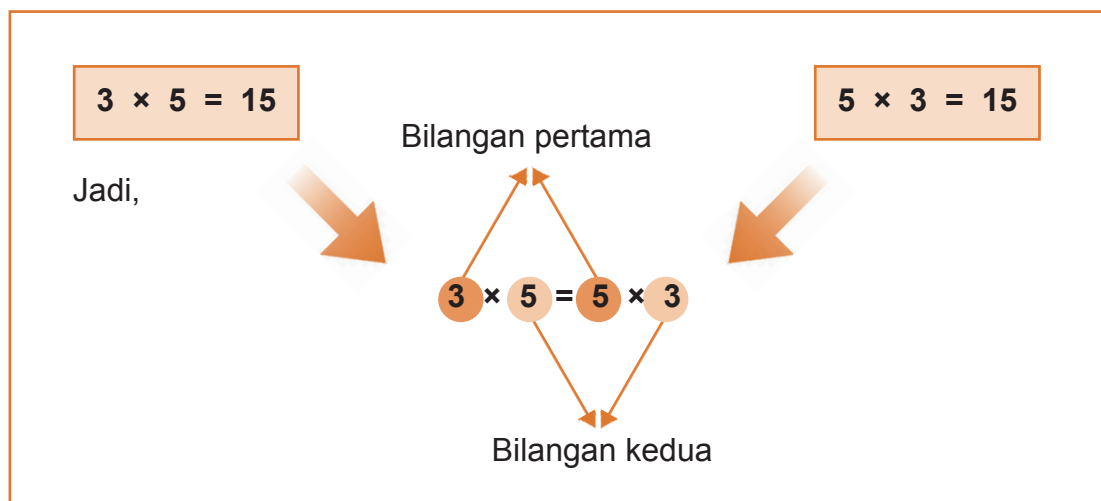 3 × 5 = 15
5 × 3 = 15
Bilangan pertama
Jadi,
3 × 5 = 5 × 3
Bilangan kedua